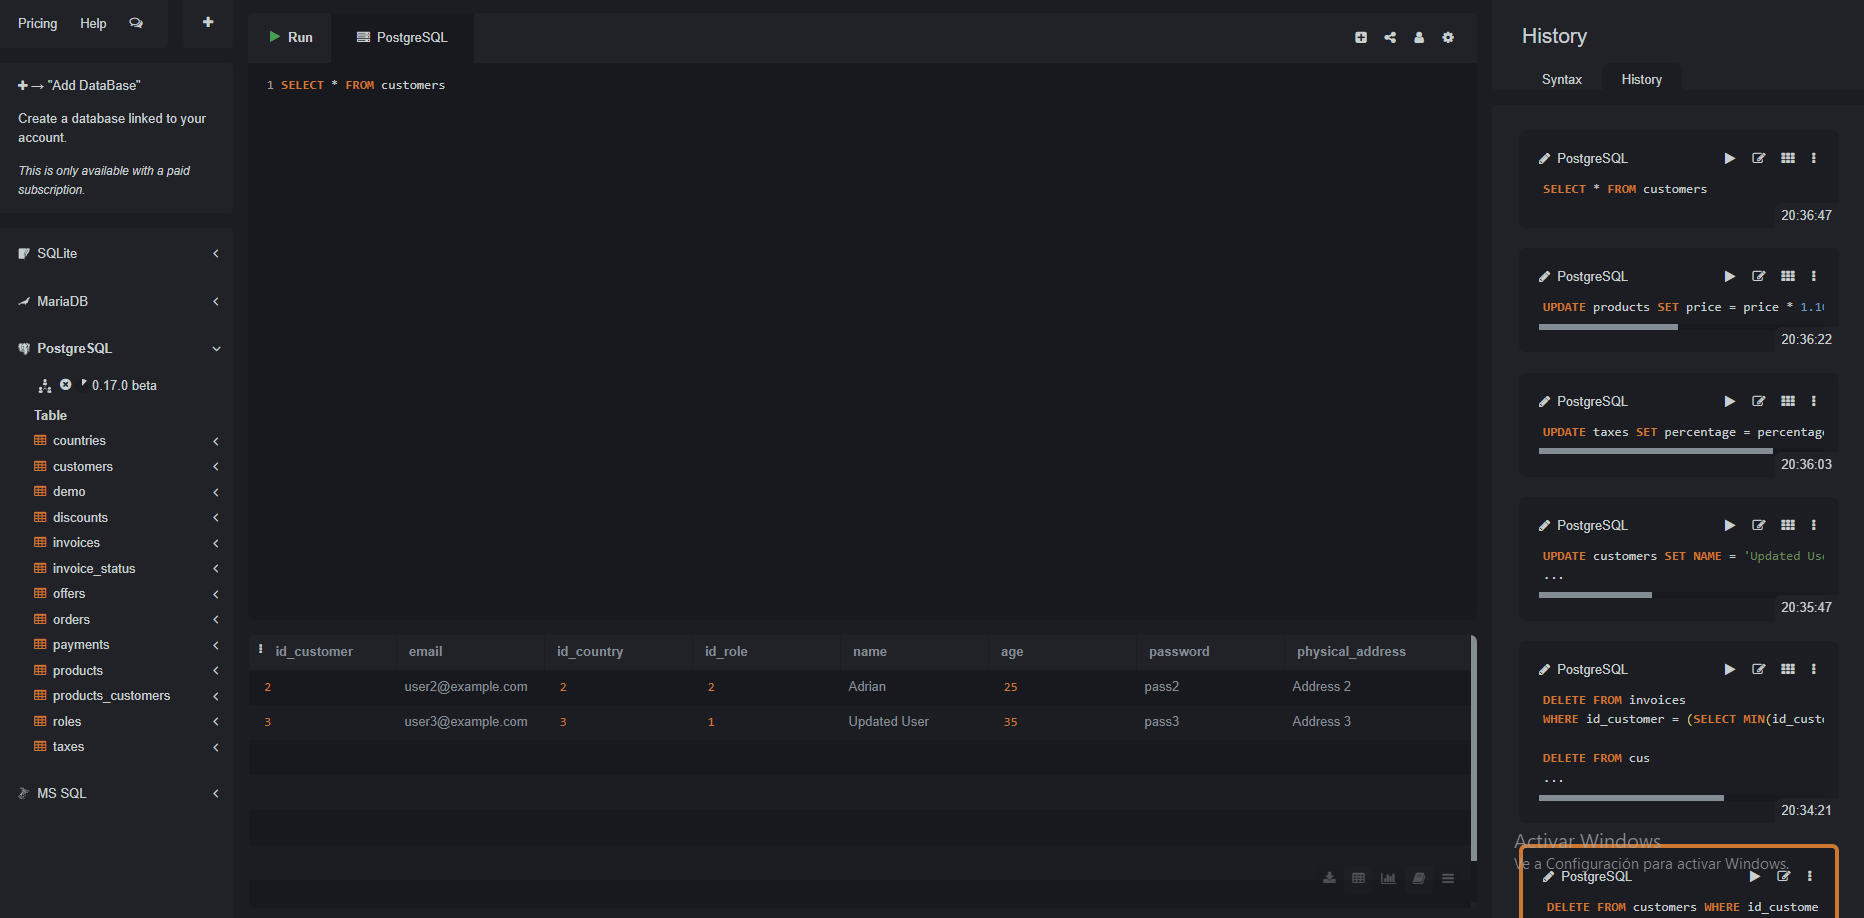 Pricing Help
"Add DataBase"
Create a database linked to your
account.
This is only available with a paid
subscription.
SQLite
MariaDB
PostgreSQL
0.17.0 beta
Table
countries
customers
demo
discounts
invoices
invoice_status
offers
orders
payments
products
products_customers
roles
taxes
MS SQL
Run PostgreSQL
1 SELECT * FROM customers
id_customer email id_country id_role name age password physical_address
2 user2@example.com 2 2 Adrian 25 pass2 Address 2
3 user3@example.com 3 1 Updated User 35 pass3 Address 3
History
Syntax History
PostgreSQL
SELECT * FROM customers
20:36:47
PostgreSQL
UPDATE products SET price = price * 1.1
20:36:22
PostgreSQL
UPDATE taxes SET percentage = percentage
20:36:03
PostgreSQL
UPDATE customers SET NAME = 'Updated Us
...
20:35:47
PostgreSQL
DELETE FROM invoices
WHERE id_customer = (SELECT MIN(id_cust
DELETE FROM cus
...
20:34:21
Activar Windows
Ve a Configuración para activar Windows.
PostgreSQL
DELETE FROM customers WHERE id_custome